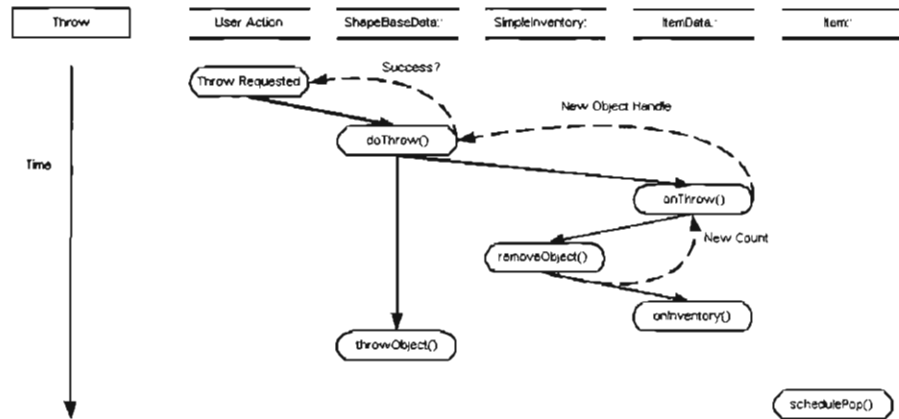 Throw
User Action
ShapeBaseData::
SimpleInventory:
ItemData::
Item::
Throw Requested
Success?
New Object Handle
doThrow()
Time
onThrow()
New Count
removeObject()
onInventory()
throwObject()
schedulePop()